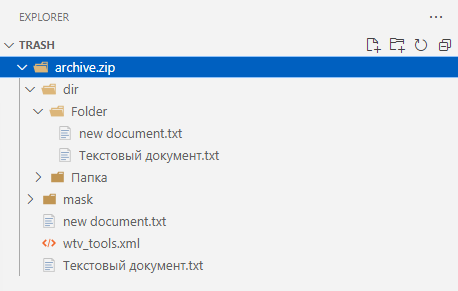 EXPLORER
TRASH
archive.zip
dir
Folder
new document.txt
Текстовый документ.txt
Папка
mask
new document.txt
wtv_tools.xml
Текстовый документ.txt